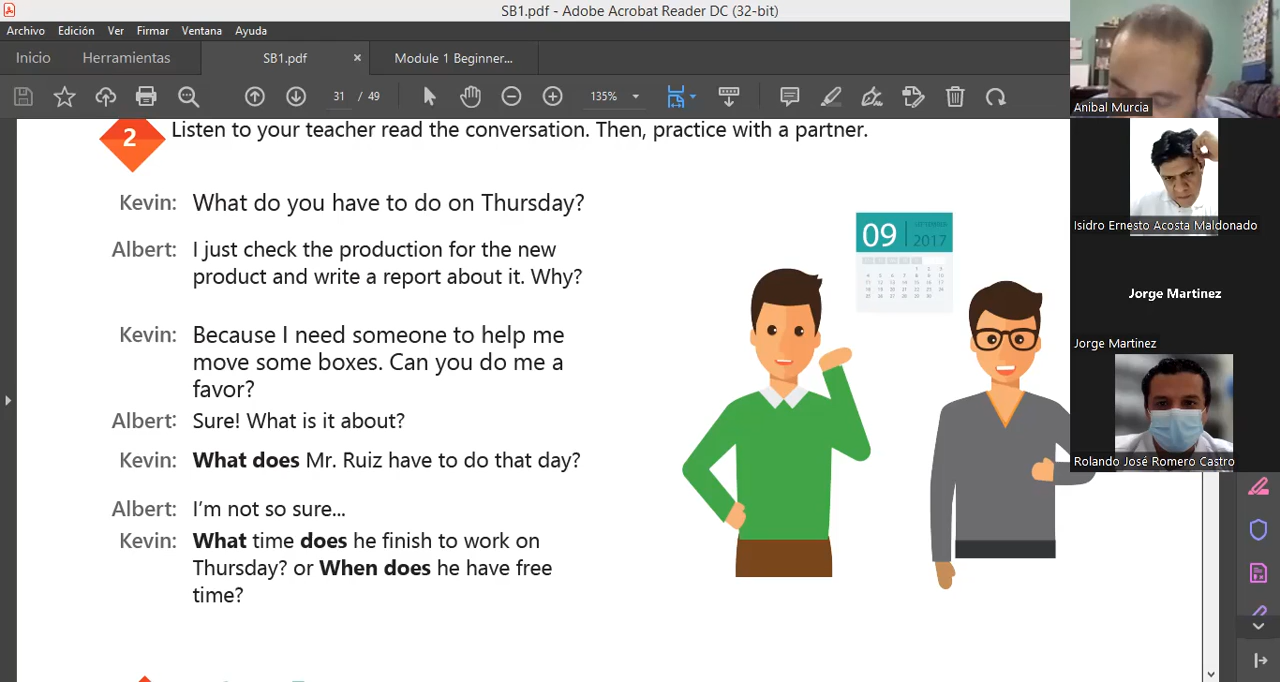 SB1.pdf - Adobe Acrobat Reader DC (32-bit)
Archivo Edición Ver Firmar Ventana Ayuda
Inicio Herramientas SB1.pdf × Module 1 Beginner...
31 / 49 135%
2 Listen to your teacher read the conversation. Then, practice with a partner.
Kevin: What do you have to do on Thursday?
Albert: I just check the production for the new
product and write a report about it. Why?
Kevin: Because I need someone to help me
move some boxes. Can you do me a
favor?
Albert: Sure! What is it about?
Kevin: What does Mr. Ruiz have to do that day?
Albert: I'm not so sure...
Kevin: What time does he finish to work on
Thursday? or When does he have free
time?
09 SEPTEMBER
2017
Anibal Murcia
Isidro Ernesto Acosta Maldonado
Jorge Martinez
Jorge Martinez
Rolando José Romero Castro